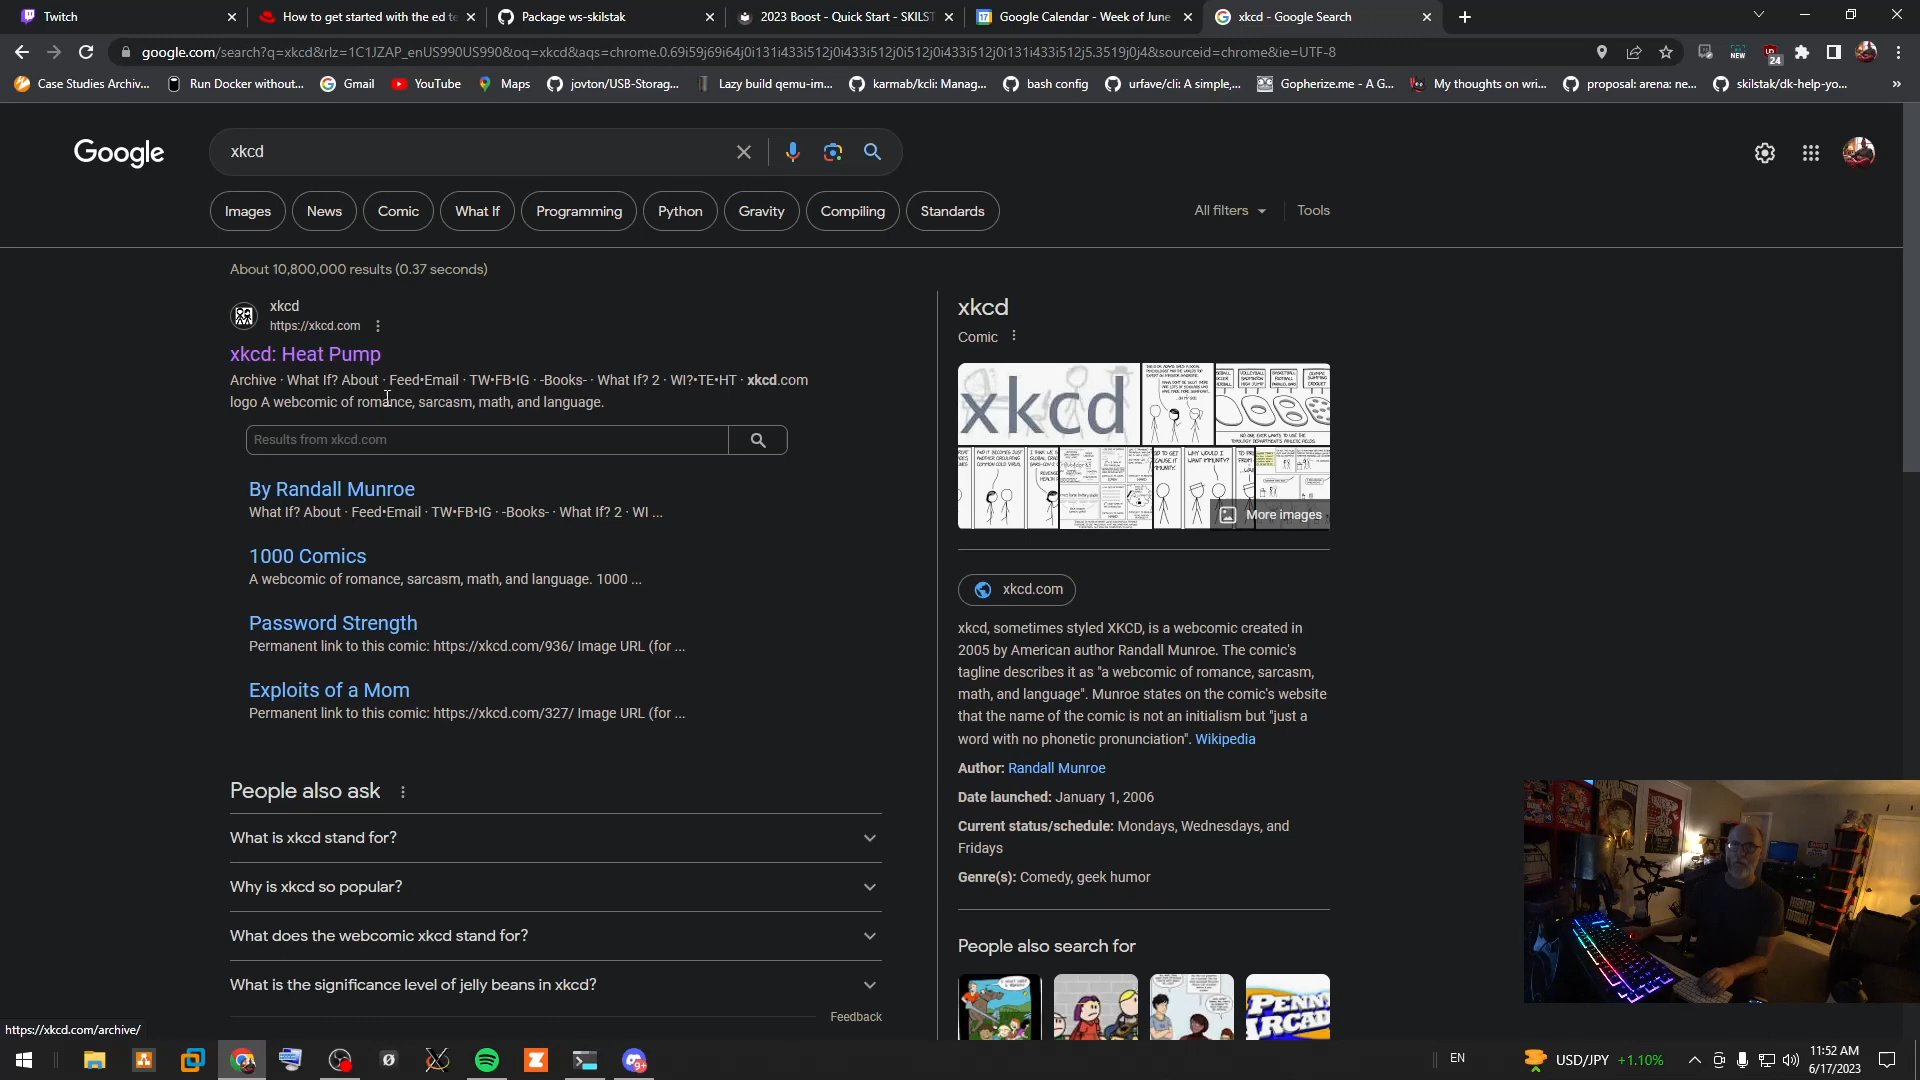 Twitch
How to get started with the ed te
Package ws-skilstak
2023 Boost - Quick Start - SKILST
Google Calendar - Week of June
xkcd - Google Search
google.com/search?q=xkcd&rlz=1C1JZAP_enUS990US990&oq=xkcd&aqs=chrome.0.69i59j69i64j0i131i433i512j0i433i512j0i512j0i433i512j0i131i433i512j5.3519j0j4&sourceid=chrome&ie=UTF-8
NEW
24
Case Studies Archiv...
Run Docker without...
Gmail
YouTube
Maps
jovton/USB-Storag...
Lazy build qemu-im...
karmab/kcli: Manag...
bash config
urfave/cli: A simple,...
Gopherize.me - A G...
My thoughts on wri...
proposal: arena: ne...
skilstak/dk-help-yo...
»
Google
xkcd
Images
News
Comic
What If
Programming
Python
Gravity
Compiling
Standards
All filters
Tools
About 10,800,000 results (0.37 seconds)
xkcd
https://xkcd.com
xkcd: Heat Pump
Archive · What If? About · Feed•Email · TW•FB•IG · -Books- · What If? 2 · WI?•TE•HT · xkcd.com
logo A webcomic of romance, sarcasm, math, and language.
Results from xkcd.com
By Randall Munroe
What If? About · Feed•Email · TW•FB•IG · -Books- · What If? 2 · WI ...
1000 Comics
A webcomic of romance, sarcasm, math, and language. 1000 ...
Password Strength
Permanent link to this comic: https://xkcd.com/936/ Image URL (for ...
Exploits of a Mom
Permanent link to this comic: https://xkcd.com/327/ Image URL (for ...
People also ask
What is xkcd stand for?
Why is xkcd so popular?
What does the webcomic xkcd stand for?
What is the significance level of jelly beans in xkcd?
Feedback
xkcd
Comic
xkcd
More images
xkcd.com
xkcd, sometimes styled XKCD, is a webcomic created in
2005 by American author Randall Munroe. The comic's
tagline describes it as "a webcomic of romance, sarcasm,
math, and language". Munroe states on the comic's website
that the name of the comic is not an initialism but "just a
word with no phonetic pronunciation". Wikipedia
Author: Randall Munroe
Date launched: January 1, 2006
Current status/schedule: Mondays, Wednesdays, and
Fridays
Genre(s): Comedy, geek humor
People also search for
PENNY
ARCADE
https://xkcd.com/archive/
9+
EN
USD/JPY +1.10%
11:52 AM
6/17/2023